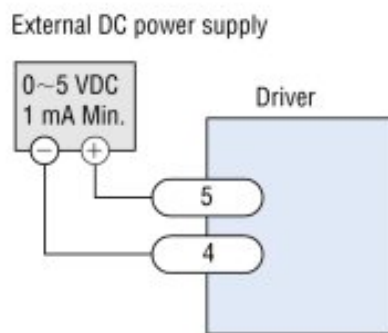 External DC power supply
0~5 VDC
1 mA Min.
Driver
− +
5
4